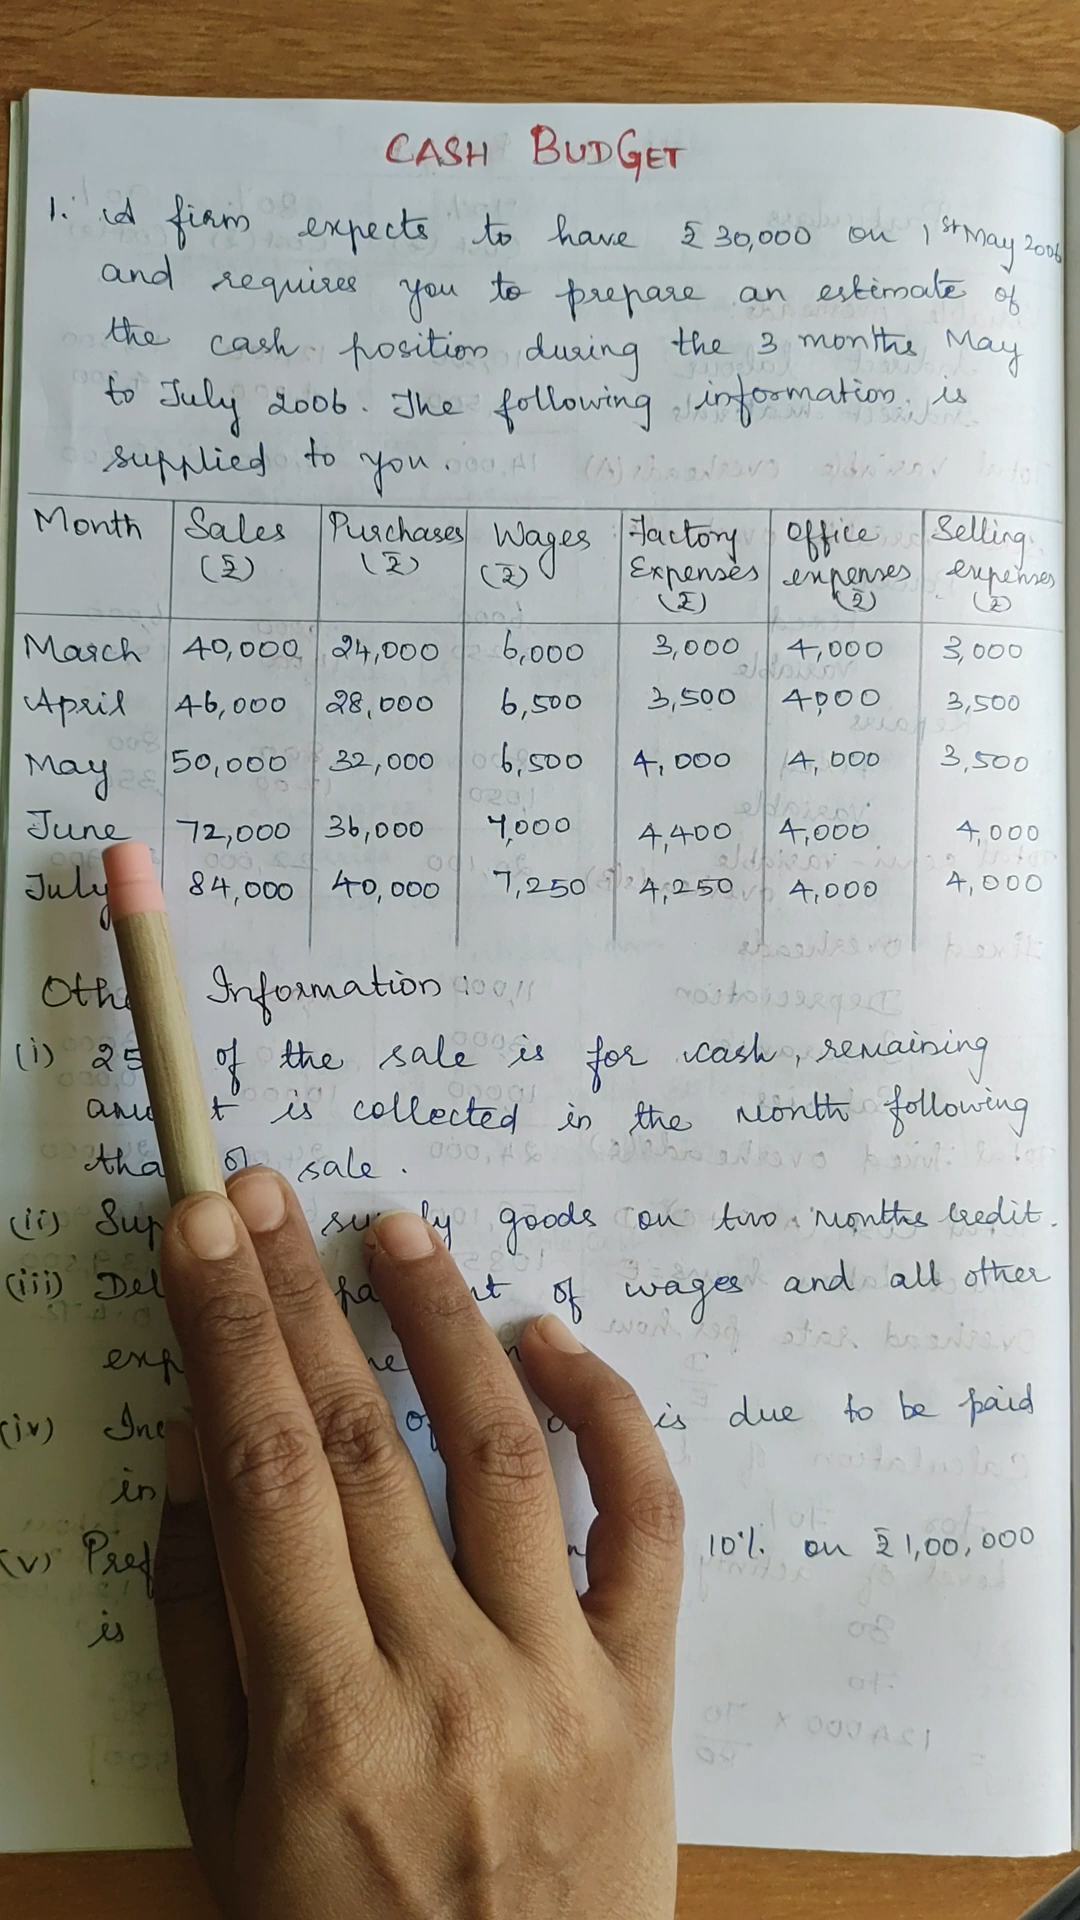 CASH BUDGET
1. A firm expects to have ₹ 30,000 on 1st May 2006
and requires you to prepare an estimate of
the cash position during the 3 months May
to July 2006. The following information is
supplied to you.
Month Sales (₹) Purchases (₹) Wages (₹) Factory Expenses (₹) Office expenses (₹) Selling expenses (₹)
March 40,000 24,000 6,000 3,000 4,000 3,000
April 46,000 28,000 6,500 3,500 4000 3,500
May 50,000 32,000 6,500 4,000 4,000 3,500
June 72,000 36,000 7,000 4,400 4,000 4,000
July 84,000 40,000 7,250 4,250 4,000 4,000
Information :
(i) 25 of the sale is for cash, remaining
is collected in the month following
of sale.
(ii) goods on two months credit.
(iii) of wages and all other
(iv) is due to be paid
in
(v) 10% on ₹ 1,00,000
is